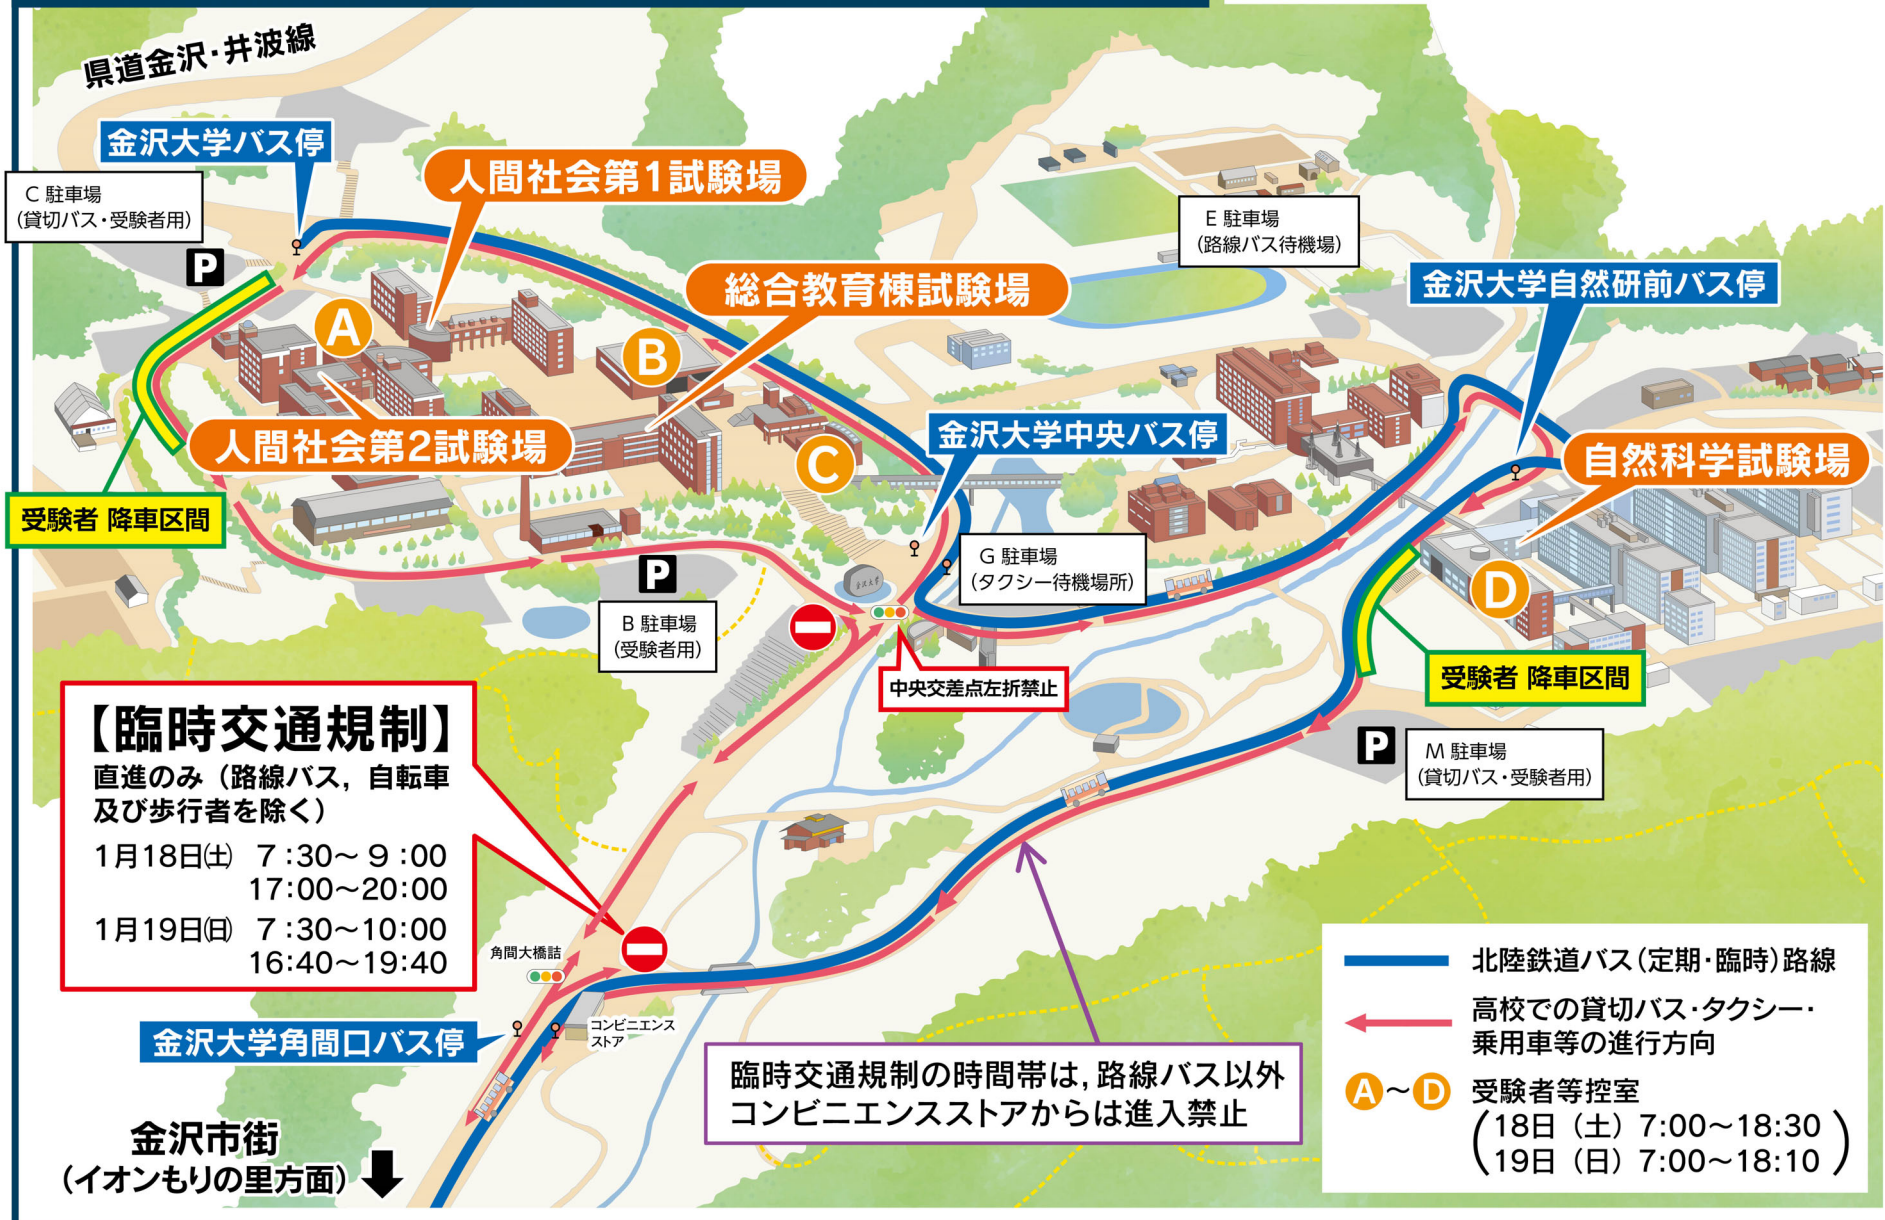 県道金沢・井波線
金沢大学バス停
C 駐車場
(貸切バス・受験者用)
P
人間社会第1試験場
総合教育棟試験場
E 駐車場
(路線バス待機場)
金沢大学自然研前バス停
A
B
人間社会第2試験場
金沢大学中央バス停
C
自然科学試験場
受験者 降車区間
金沢大学
G 駐車場
(タクシー待機場所)
D
P
B 駐車場
(受験者用)
中央交差点左折禁止
受験者 降車区間
P
M 駐車場
(貸切バス・受験者用)
【臨時交通規制】
直進のみ（路線バス，自転車
及び歩行者を除く）
1月18日㈯ 7:30～9:00
17:00～20:00
1月19日㈰ 7:30～10:00
16:40～19:40
角間大橋詰
コンビニエンス
ストア
金沢大学角間口バス停
臨時交通規制の時間帯は，路線バス以外
コンビニエンスストアからは進入禁止
金沢市街
(イオンもりの里方面)
北陸鉄道バス(定期・臨時)路線
高校での貸切バス・タクシー・
乗用車等の進行方向
A～D 受験者等控室
18日（土）7:00～18:30
19日（日）7:00～18:10